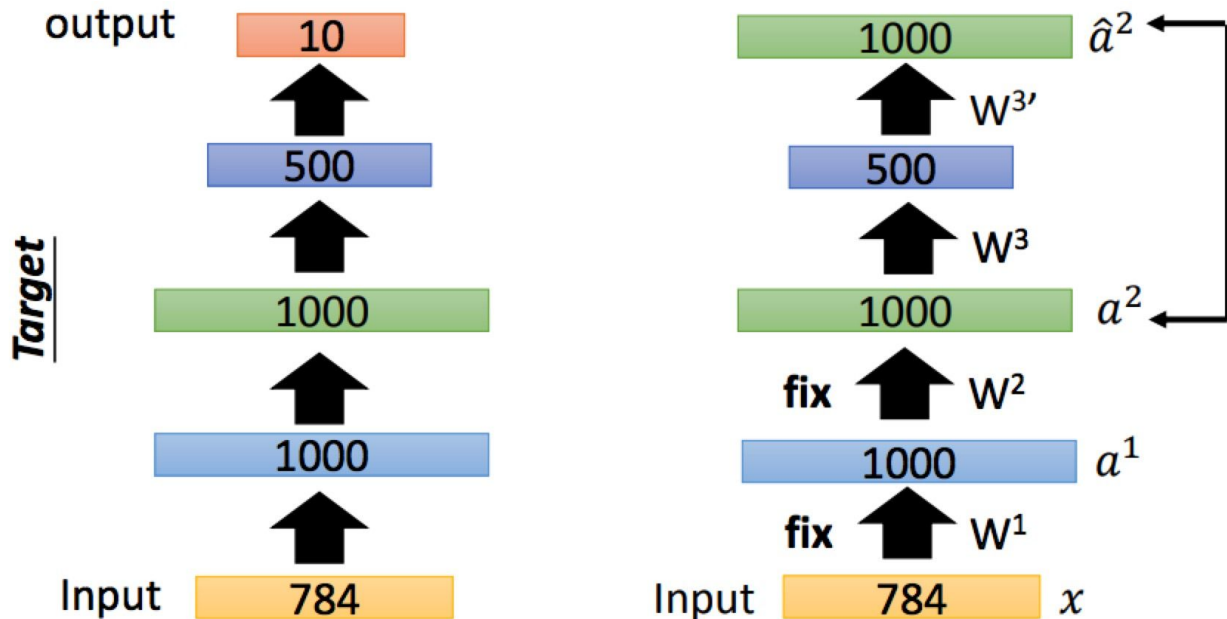 output
10
500
Target
1000
1000
Input
784
1000
â²
W³’
500
W³
1000
a²
fix
W²
1000
a¹
fix
W¹
Input
784
x